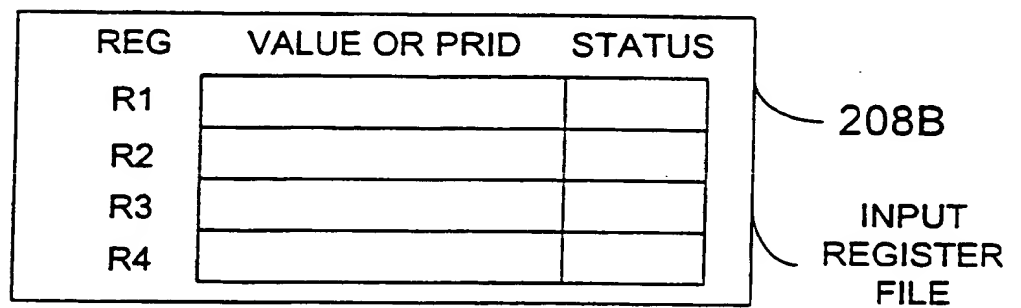 REG VALUE OR PRID STATUS
R1
R2
R3
R4
208B
INPUT
REGISTER
FILE